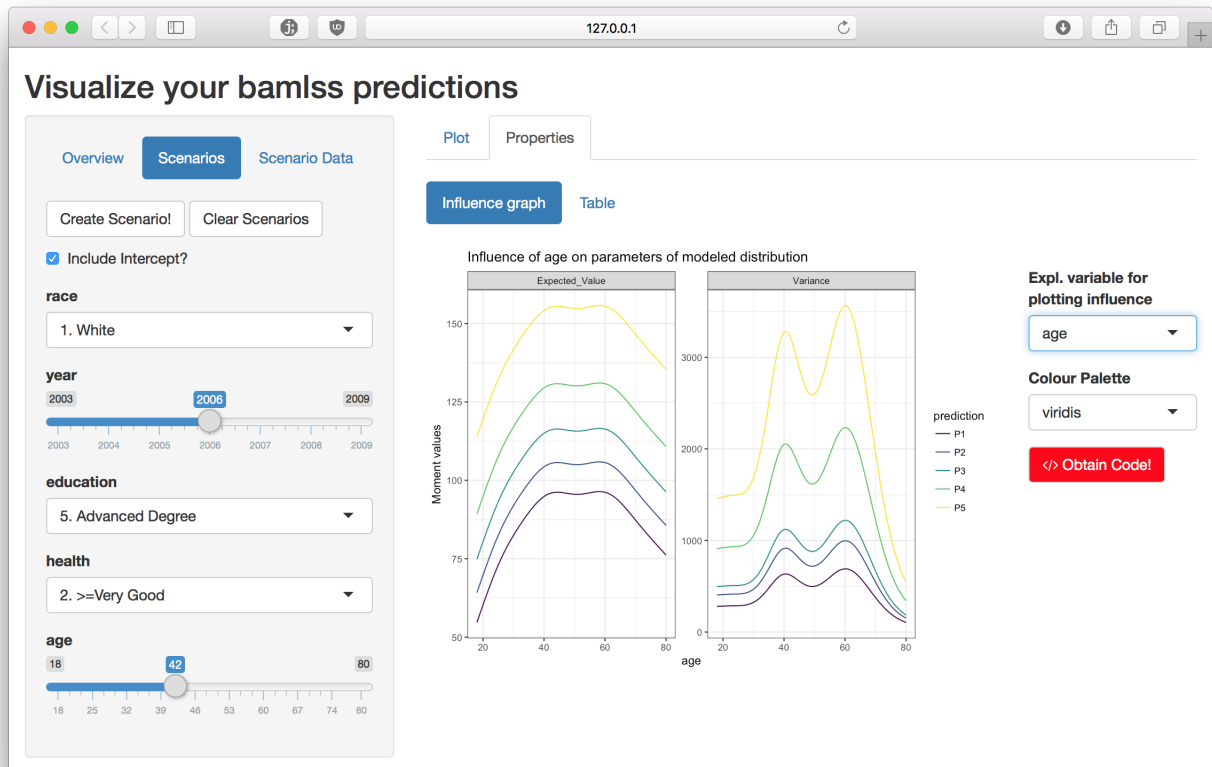 127.0.0.1
Visualize your bamlss predictions
Overview Scenarios Scenario Data
Create Scenario! Clear Scenarios
Include Intercept?
race
1. White
year
2003 2006 2009
2003 2004 2005 2006 2007 2008 2009
education
5. Advanced Degree
health
2. >=Very Good
age
18 42 80
18 25 32 39 46 53 60 67 74 80
Plot Properties
Influence graph Table
Influence of age on parameters of modeled distribution
Expected_Value Variance
Moment values
150
125
100
75
50
20 40 60 80
3000
2000
1000
0
20 40 60 80
age
prediction
P1
P2
P3
P4
P5
Expl. variable for
plotting influence
age
Colour Palette
viridis
</> Obtain Code!